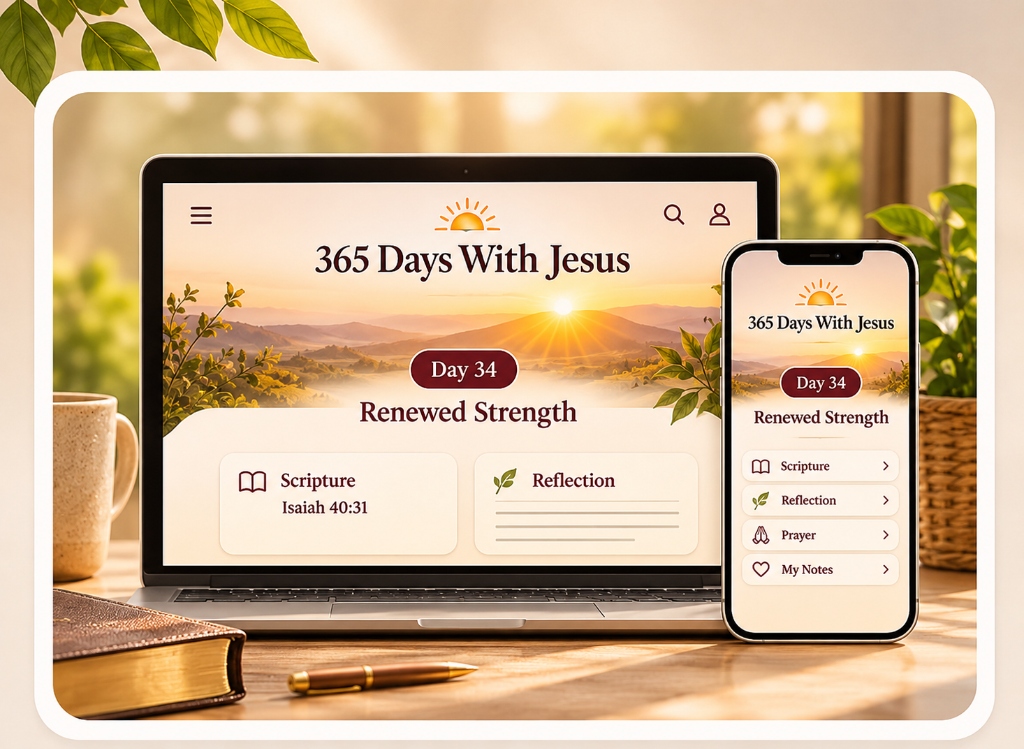 365 Days With Jesus
Day 34
Renewed Strength
Scripture
Isaiah 40:31
Reflection
365 Days With Jesus
Day 34
Renewed Strength
Scripture
Reflection
Prayer
My Notes